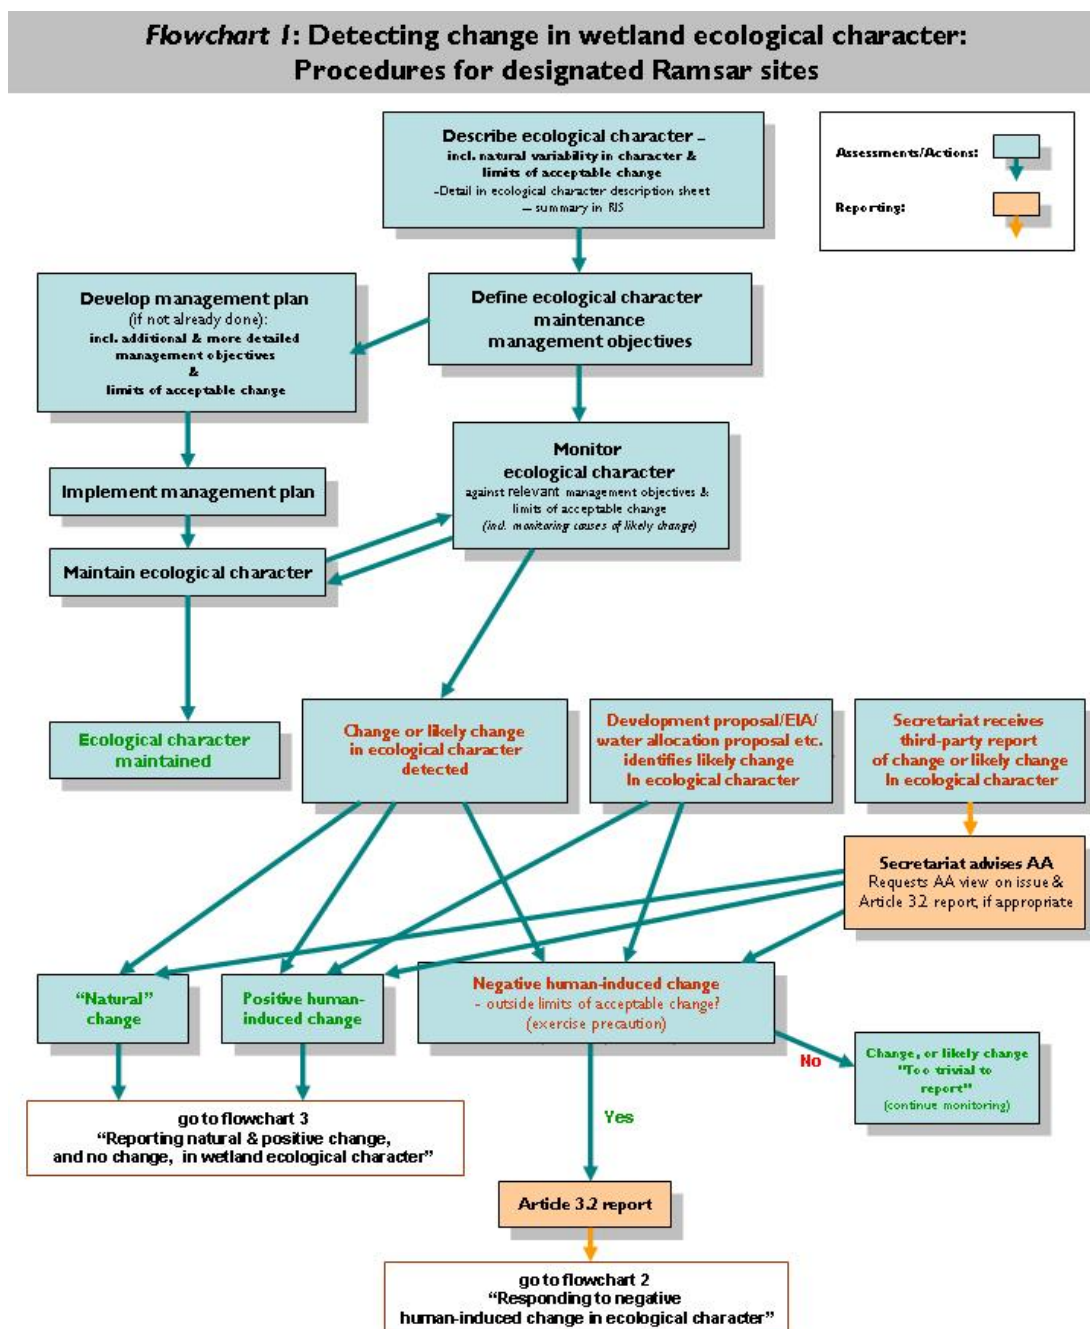 Flowchart 1: Detecting change in wetland ecological character:
Procedures for designated Ramsar sites
Describe ecological character –
incl. natural variability in character &
limits of acceptable change
-Detail in ecological character description sheet
— summary in RIS
Assessments/Actions:
Reporting:
Develop management plan
(if not already done):
incl. additional & more detailed
management objectives
&
limits of acceptable change
Define ecological character
maintenance
management objectives
Monitor
ecological character
against relevant management objectives &
limits of acceptable change
(incl. monitoring causes of likely change)
Implement management plan
Maintain ecological character
Ecological character
maintained
Change or likely change
in ecological character
detected
Development proposal/EIA/
water allocation proposal etc.
identifies likely change
In ecological character
Secretariat receives
third-party report
of change or likely change
In ecological character
Secretariat advises AA
Requests AA view on issue &
Article 3.2 report, if appropriate
“Natural”
change
Positive human-
induced change
Negative human-induced change
- outside limits of acceptable change?
(exercise precaution)
No
Change, or likely change
"Too trivial to
report"
(continue monitoring)
Yes
go to flowchart 3
“Reporting natural & positive change,
and no change, in wetland ecological character”
Article 3.2 report
go to flowchart 2
“Responding to negative
human-induced change in ecological character”